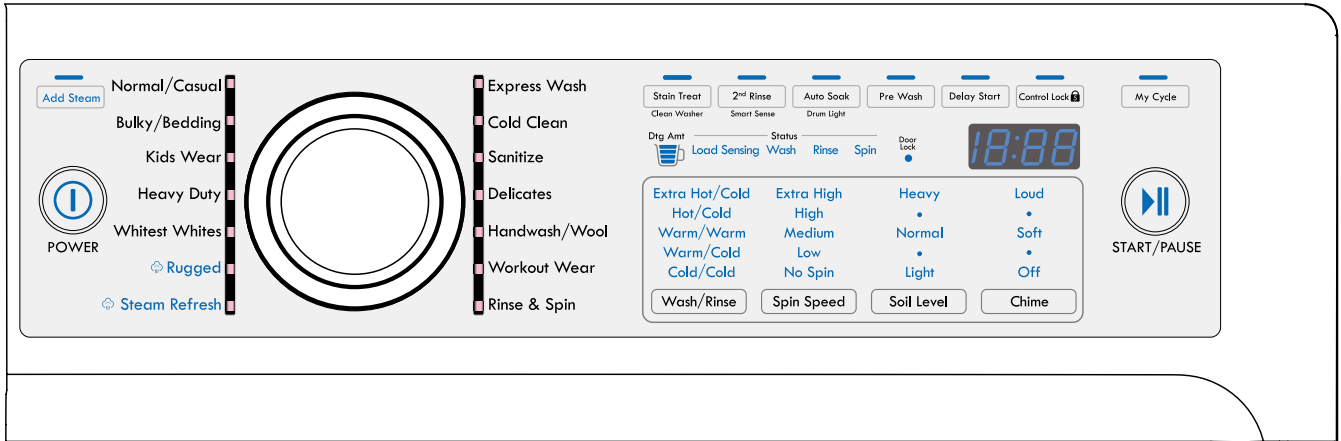 Add Steam
POWER
Normal/Casual
Bulky/Bedding
Kids Wear
Heavy Duty
Whitest Whites
Rugged
Steam Refresh
Express Wash
Cold Clean
Sanitize
Delicates
Handwash/Wool
Workout Wear
Rinse & Spin
Stain Treat 2nd Rinse Auto Soak Pre Wash Delay Start Control Lock My Cycle
Clean Washer Smart Sense Drum Light
Dtg Amt Status Door
Lock
Load Sensing Wash Rinse Spin
18:88
Extra Hot/Cold Extra High Heavy Loud
Hot/Cold High • •
Warm/Warm Medium Normal Soft
Warm/Cold Low • •
Cold/Cold No Spin Light Off
Wash/Rinse Spin Speed Soil Level Chime
START/PAUSE